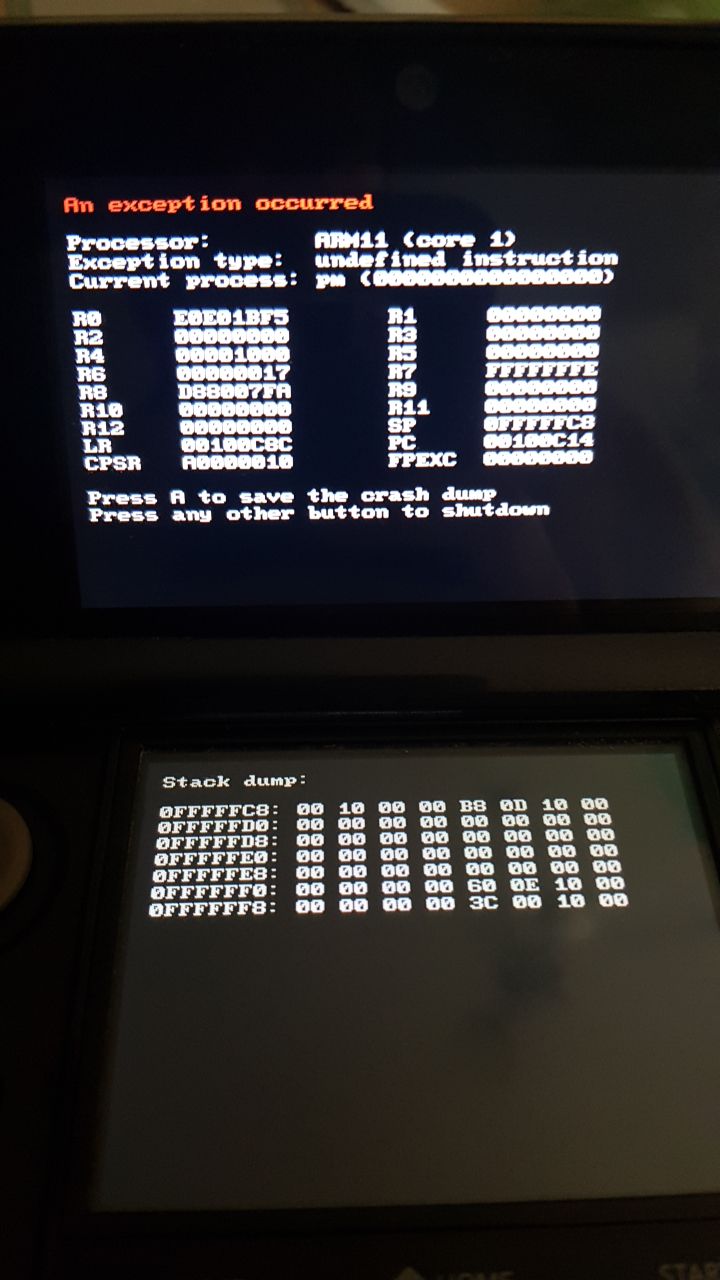 An exception occurred
Processor: ARM11 (core 1)
Exception type: undefined instruction
Current process: pm (0000000000000000)
R0 E0E01BF5 R1 00000000
R2 00000000 R3 00000000
R4 00001000 R5 00000000
R6 00000017 R7 FFFFFFFE
R8 D88007FA R9 00000000
R10 00000000 R11 00000000
R12 00000000 SP 0FFFFFC8
LR 00100C8C PC 00100C14
CPSR A0000010 FPEXC 00000000
Press A to save the crash dump
Press any other button to shutdown
Stack dump:
0FFFFFC8: 00 10 00 00 B8 0D 10 00
0FFFFFD0: 00 00 00 00 00 00 00 00
0FFFFFD8: 00 00 00 00 00 00 00 00
0FFFFFE0: 00 00 00 00 00 00 00 00
0FFFFFE8: 00 00 00 00 00 00 00 00
0FFFFFF0: 00 00 00 00 60 0E 10 00
0FFFFFF8: 00 00 00 00 3C 00 10 00
HOME